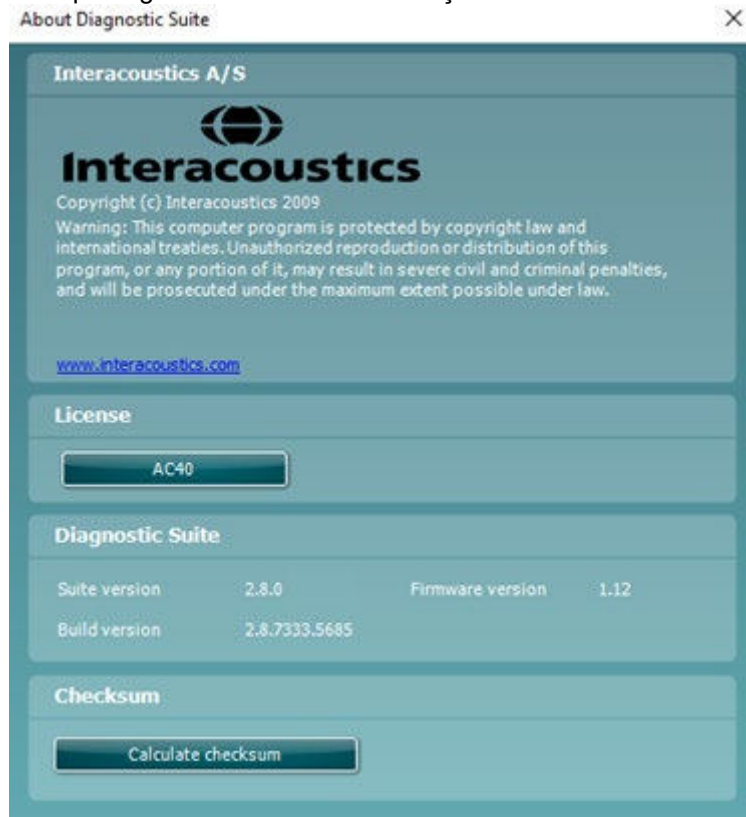 About Diagnostic Suite
Interacoustics A/S
Interacoustics
Copyright (c) Interacoustics 2009
Warning: This computer program is protected by copyright law and
international treaties. Unauthorized reproduction or distribution of this
program, or any portion of it, may result in severe civil and criminal penalties,
and will be prosecuted under the maximum extent possible under law.
www.interacoustics.com
License
AC40
Diagnostic Suite
Suite version 2.8.0 Firmware version 1.12
Build version 2.8.7333.5685
Checksum
Calculate checksum